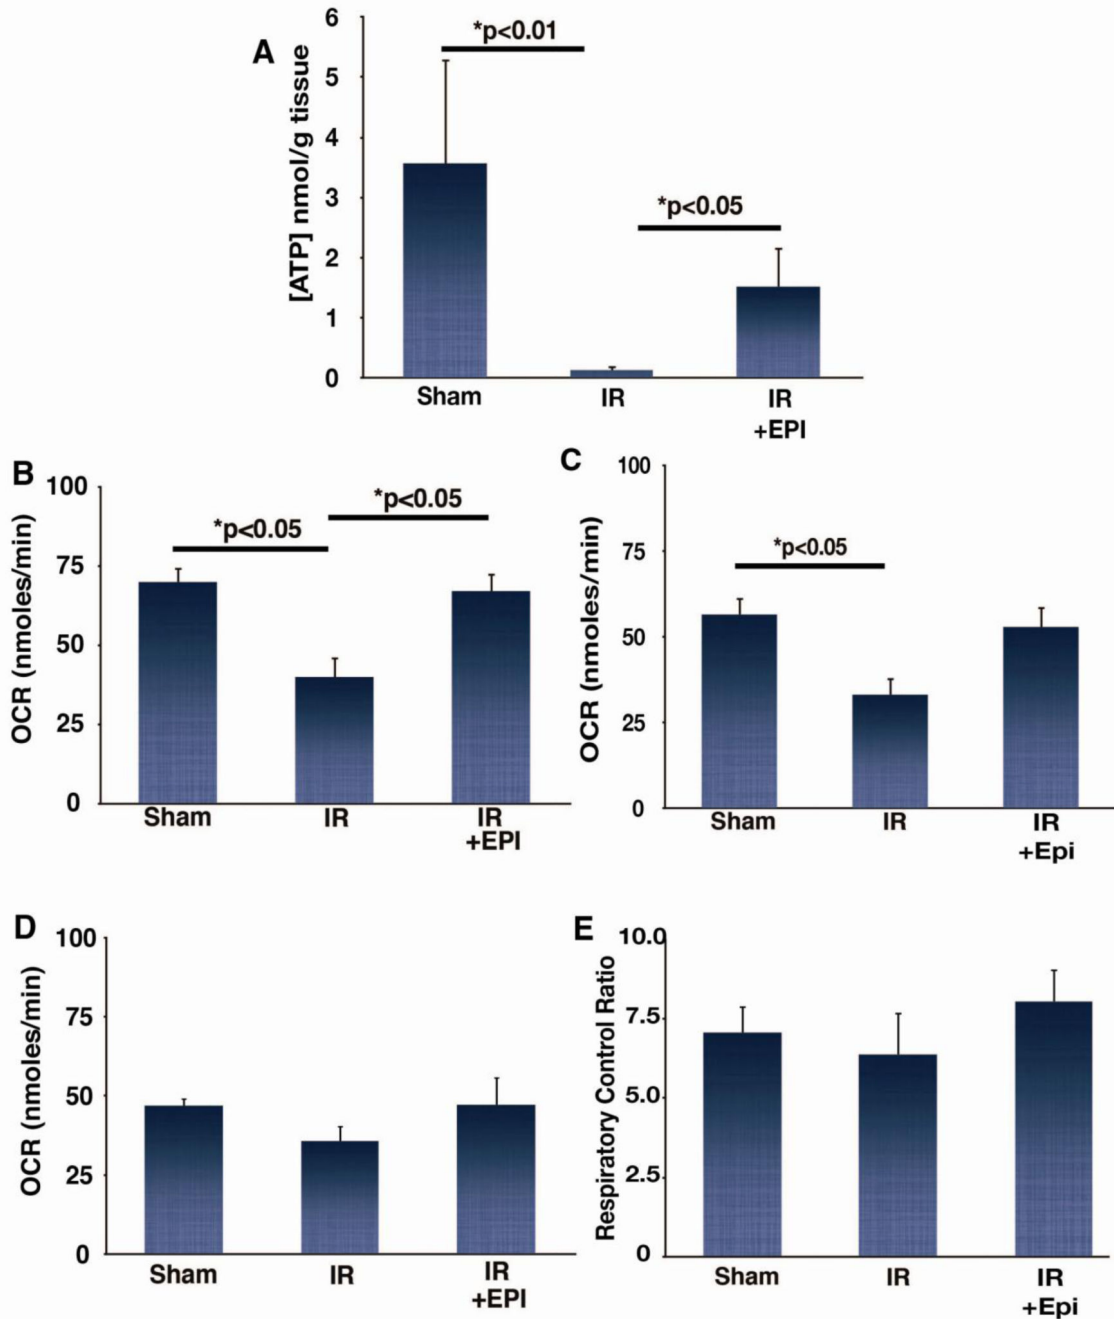 A
[ATP] nmol/g tissue
6
5
4
3
2
1
0
*p<0.01
*p<0.05
Sham
IR
IR
+EPI
B
OCR (nmoles/min)
100
75
50
25
0
*p<0.05
*p<0.05
Sham
IR
IR
+EPI
C
OCR (nmoles/min)
100
75
50
25
0
*p<0.05
Sham
IR
IR
+Epi
D
OCR (nmoles/min)
100
75
50
25
0
Sham
IR
IR
+EPI
E
Respiratory Control Ratio
10.0
7.5
5.0
2.5
0
Sham
IR
IR
+Epi